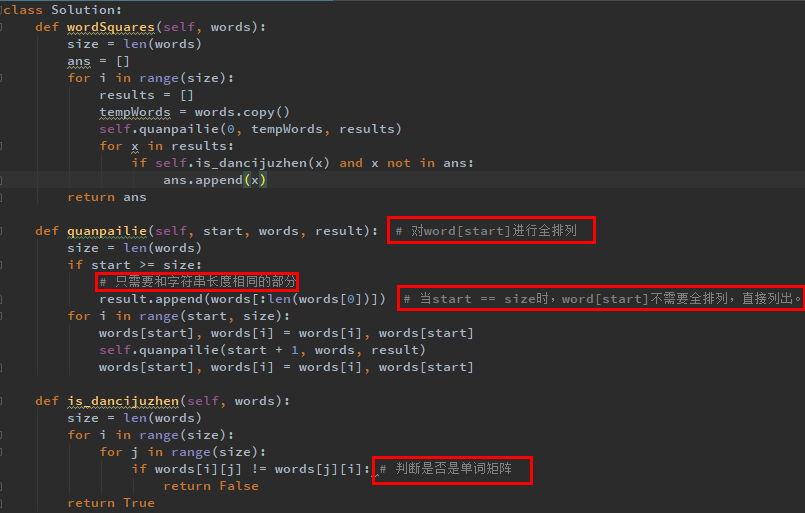 class Solution:
    def wordSquares(self, words):
        size = len(words)
        ans = []
        for i in range(size):
            results = []
            tempWords = words.copy()
            self.quanpailie(0, tempWords, results)
            for x in results:
                if self.is_dancijuzhen(x) and x not in ans:
                    ans.append(x)
        return ans
    def quanpailie(self, start, words, result): # 对word[start]进行全排列
        size = len(words)
        if start >= size:
            # 只需要和字符串长度相同的部分
            result.append(words[:len(words[0])]) # 当start == size时，word[start]不需要全排列，直接列出。
        for i in range(start, size):
            words[start], words[i] = words[i], words[start]
            self.quanpailie(start + 1, words, result)
            words[start], words[i] = words[i], words[start]
    def is_dancijuzhen(self, words):
        size = len(words)
        for i in range(size):
            for j in range(size):
                if words[i][j] != words[j][i]: # 判断是否是单词矩阵
                    return False
        return True